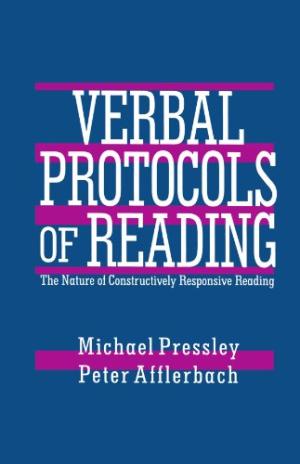 VERBAL
PROTOCOLS
OF READING
The Nature of Constructively Responsive Reading
Michael Pressley
Peter Afflerbach